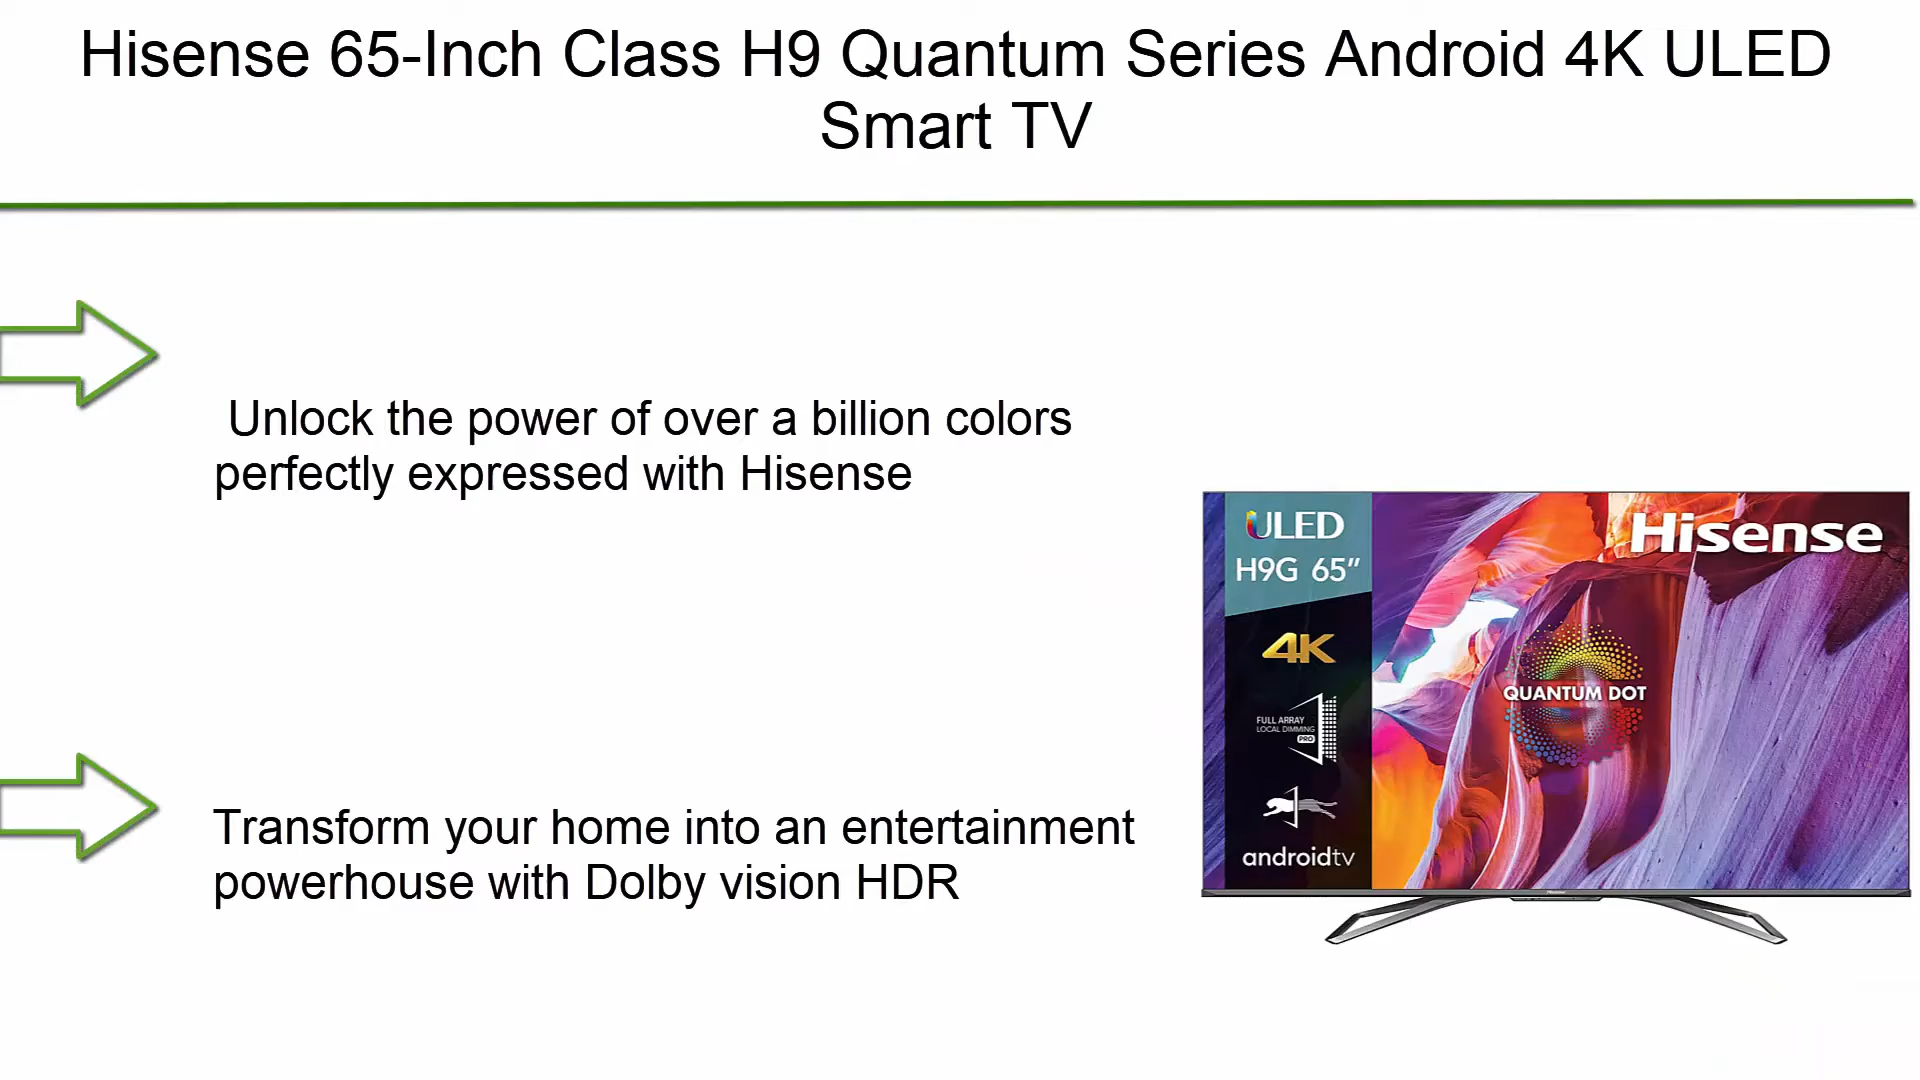 Hisense 65-Inch Class H9 Quantum Series Android 4K ULED
Smart TV
Unlock the power of over a billion colors
perfectly expressed with Hisense
Transform your home into an entertainment
powerhouse with Dolby vision HDR
ULED
H9G 65”
4K
FULL ARRAY
LOCAL DIMMING
PRO
androidtv
Hisense
QUANTUM DOT